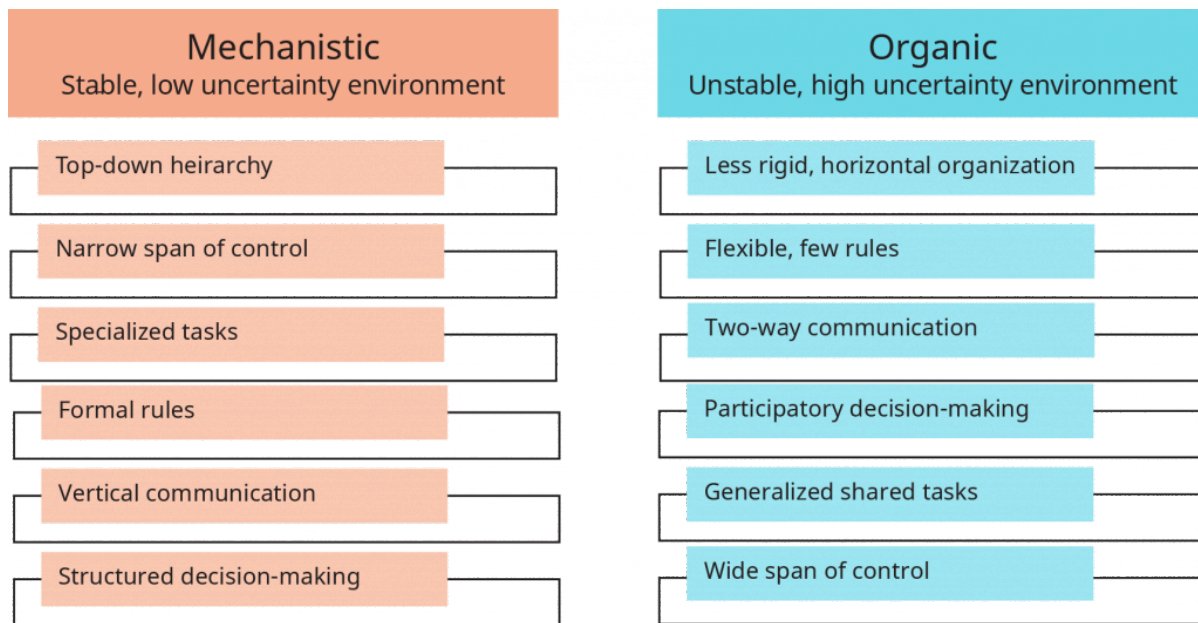 Mechanistic
Stable, low uncertainty environment
Top-down heirarchy
Narrow span of control
Specialized tasks
Formal rules
Vertical communication
Structured decision-making
Organic
Unstable, high uncertainty environment
Less rigid, horizontal organization
Flexible, few rules
Two-way communication
Participatory decision-making
Generalized shared tasks
Wide span of control